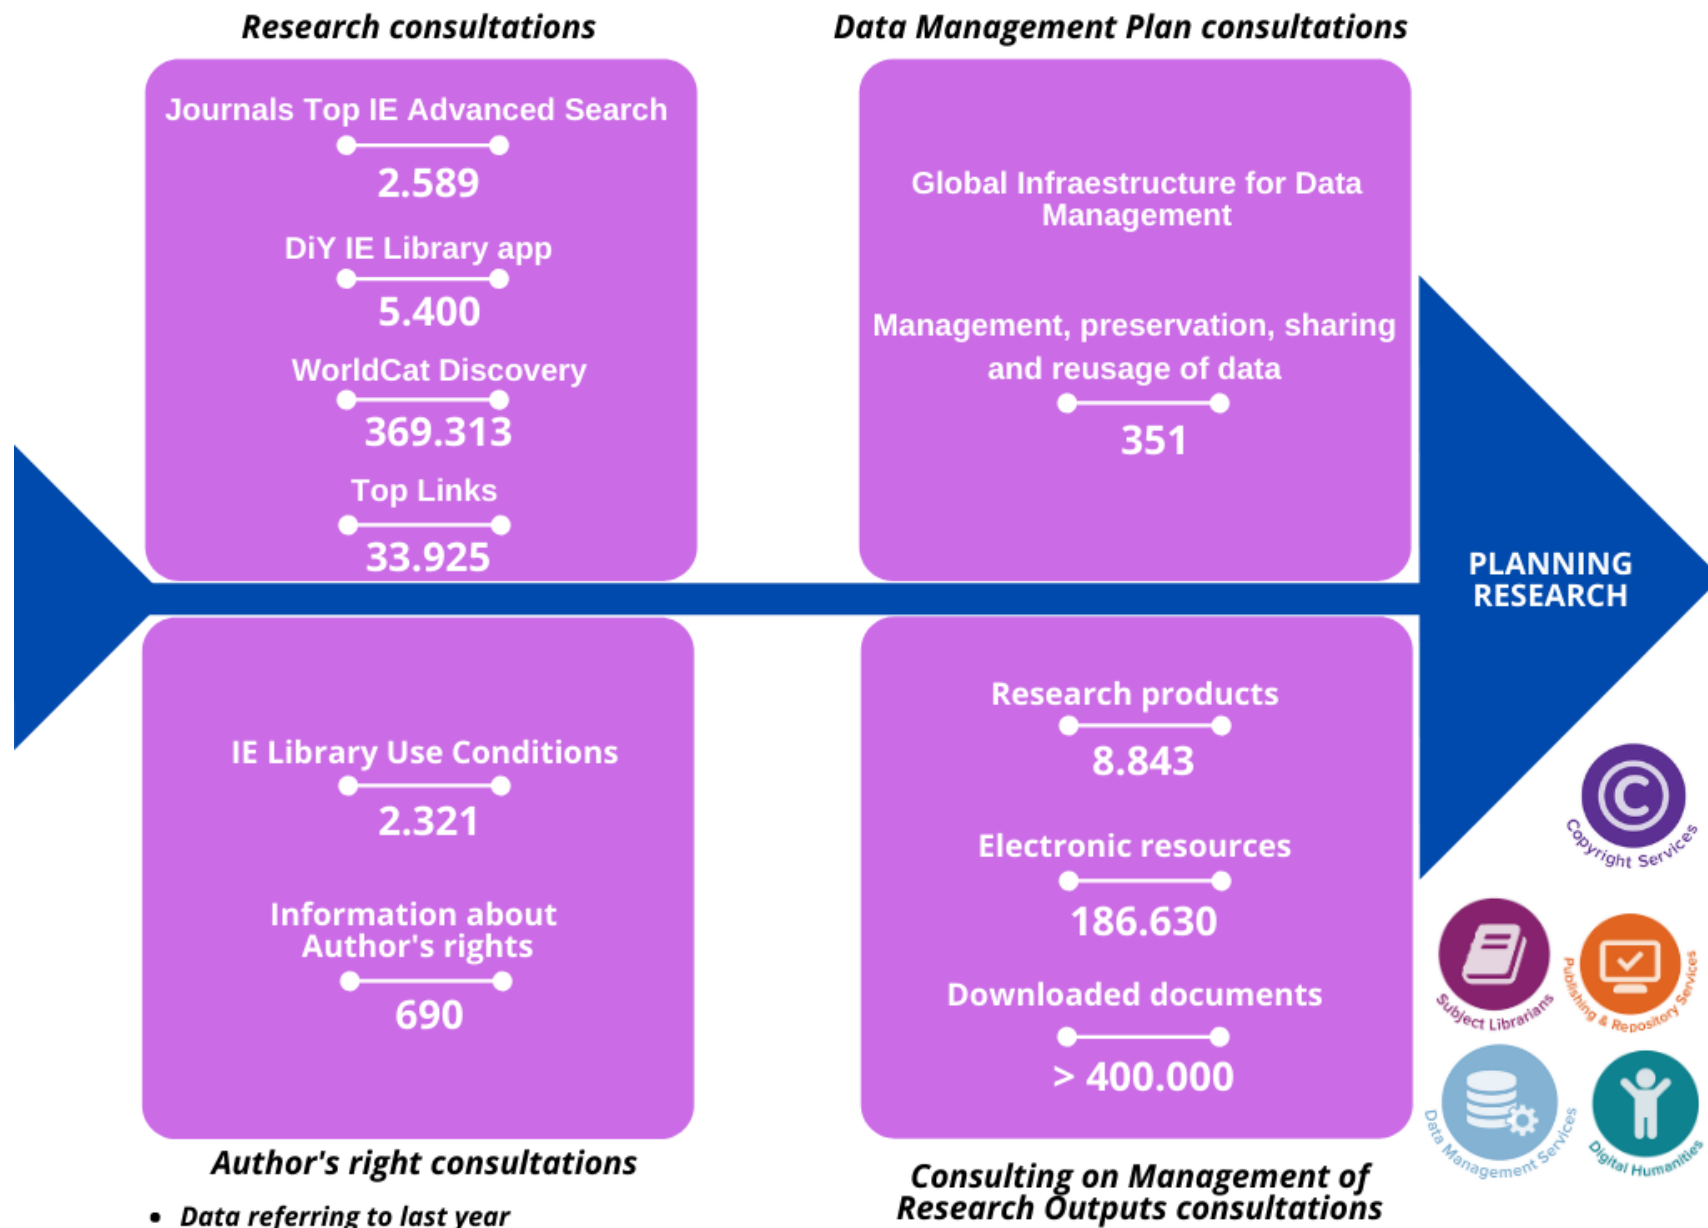 Research consultations
Journals Top IE Advanced Search
2.589
DiY IE Library app
5.400
WorldCat Discovery
369.313
Top Links
33.925
Data Management Plan consultations
Global Infraestructure for Data
Management
Management, preservation, sharing
and reusage of data
351
PLANNING
RESEARCH
IE Library Use Conditions
2.321
Information about
Author's rights
690
Author's right consultations
• Data referring to last year
Research products
8.843
Electronic resources
186.630
Downloaded documents
> 400.000
Consulting on Management of
Research Outputs consultations
C
Copyright Services
Subject Librarians
Publishing & Repository Services
Data Management Services
Digital Humanities